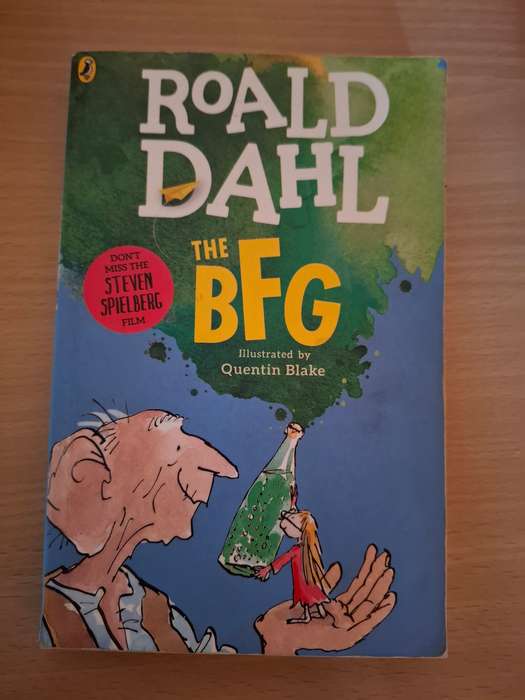 ROALD
DAHL
THE
BFG
DON'T
MISS THE
STEVEN
SPIELBERG
FILM
Illustrated by
Quentin Blake